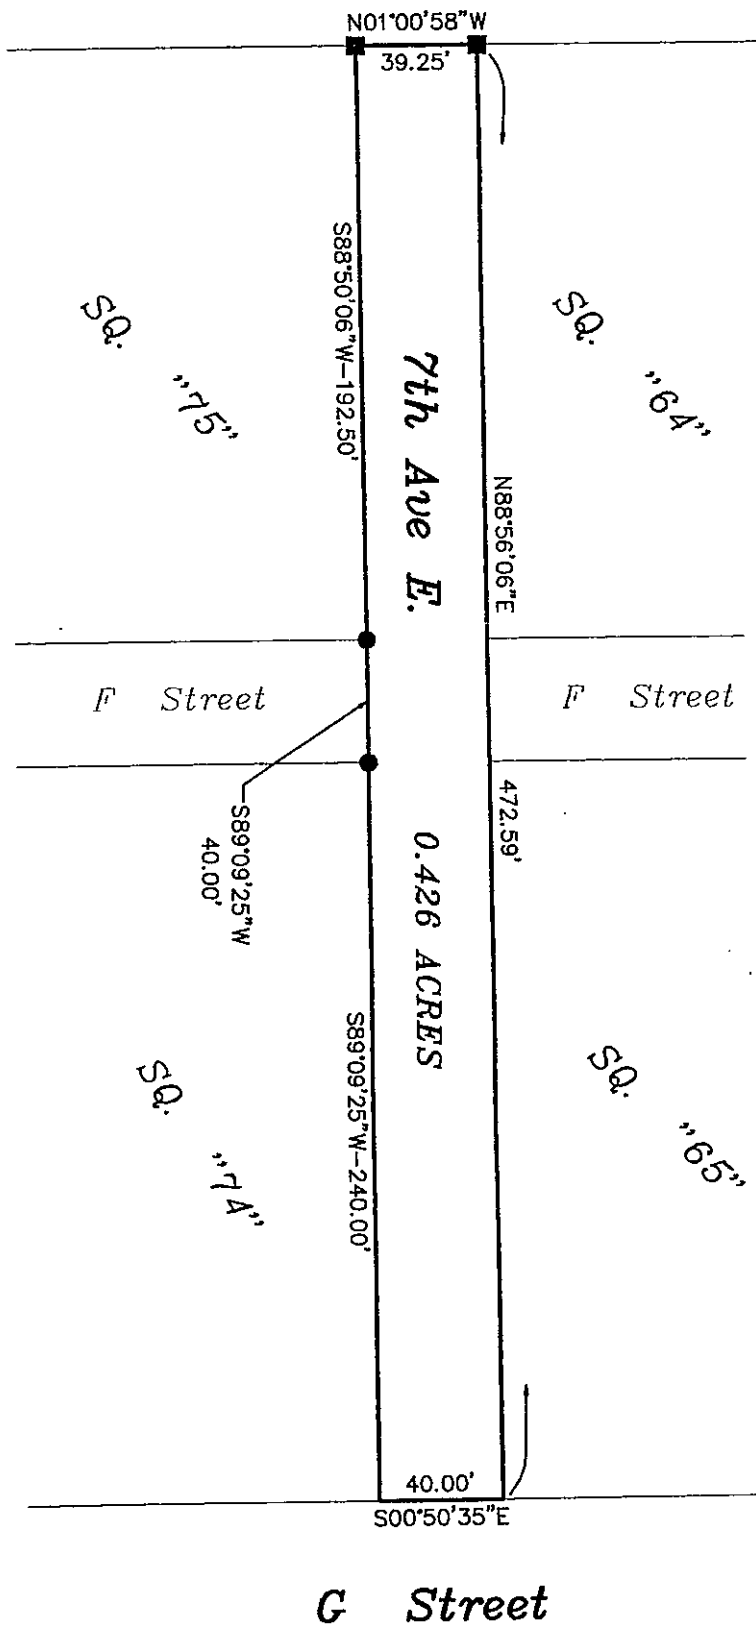 N01°00'58"W
39.25'
S88°50'06"W-192.50'
SQ. "75"
SQ. "64"
7th Ave E.
N88°56'06"E
F Street
F Street
472.59'
S89°09'25"W
40.00'
0.426 ACRES
S89°09'25"W-240.00'
SQ. "74"
SQ. "65"
40.00'
S00°50'35"E
G Street